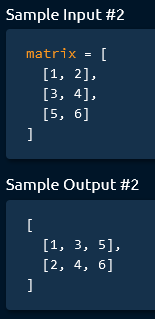 Sample Input #2
matrix = [
  [1, 2],
  [3, 4],
  [5, 6]
]
Sample Output #2
[
  [1, 3, 5],
  [2, 4, 6]
]